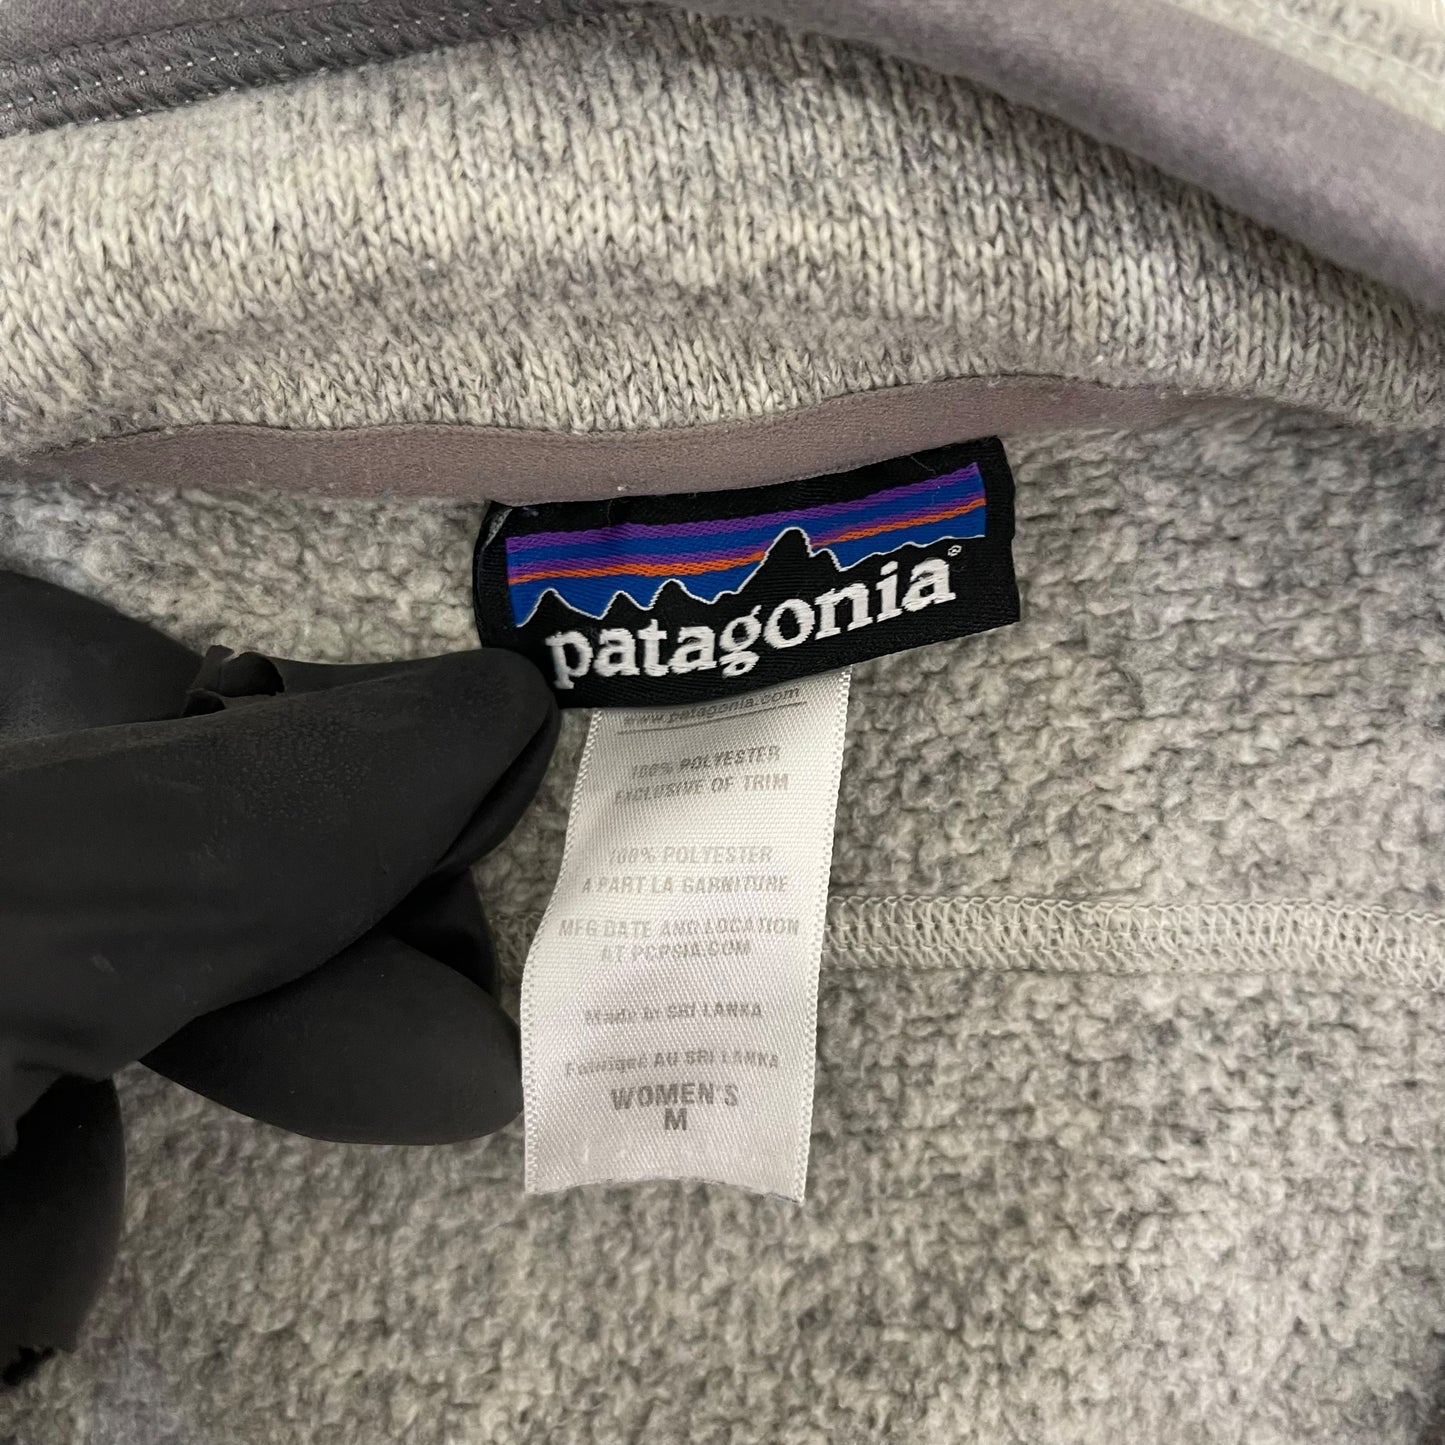 patagonia®
www.patagonia.com
100% POLYESTER
EXCLUSIVE OF TRIM
100% POLYESTER
A PART LA GARNITURE
MFG DATE AND LOCATION
AT PCPSIA.COM
Made in SRI LANKA
Fabriqué AU SRI LANKA
WOMEN'S
M